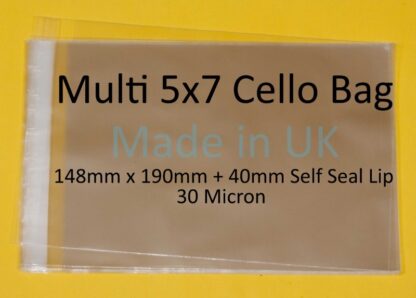 Multi 5x7 Cello Bag
Made in UK
148mm x 190mm + 40mm Self Seal Lip
30 Micron